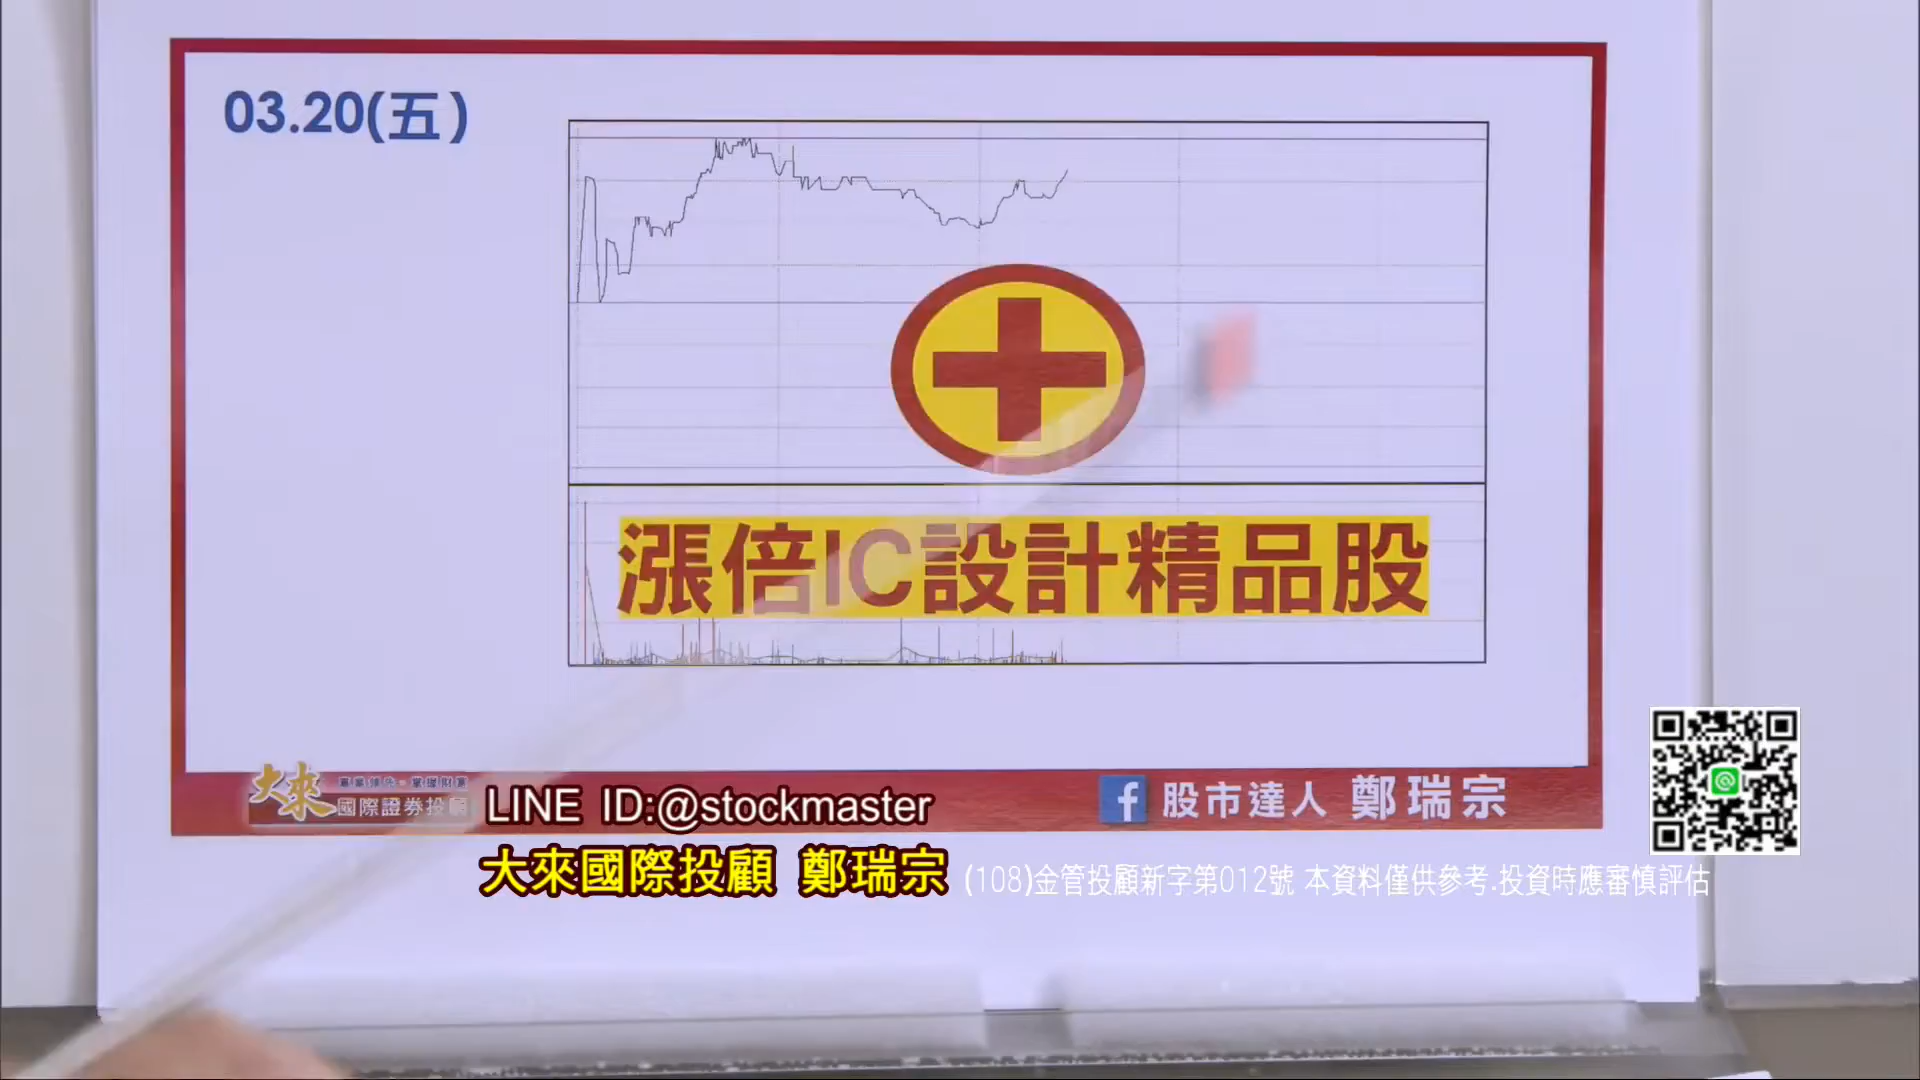 03.20(五)
漲倍IC設計精品股
大來
國際證券投顧
LINE ID:@stockmaster
股市達人 鄭瑞宗
大來國際投顧 鄭瑞宗
(108)金管投顧新字第012號 本資料僅供參考.投資時應審慎評估